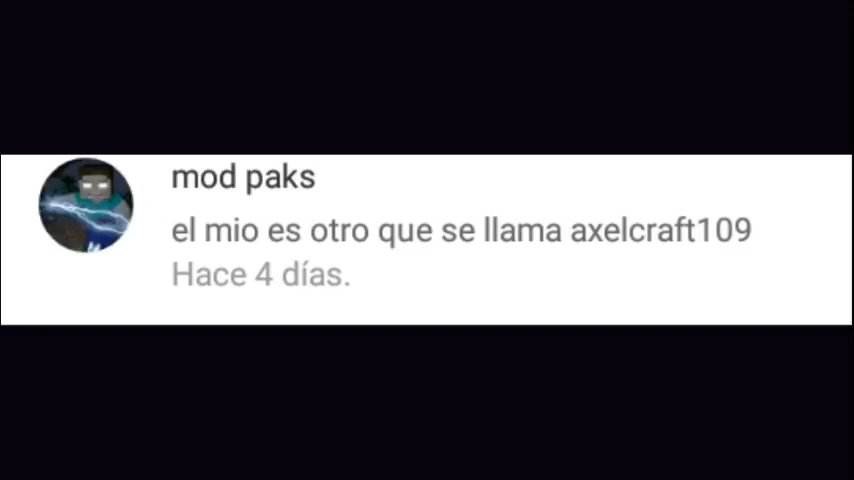 mod paks
el mio es otro que se llama axelcraft109
Hace 4 días.